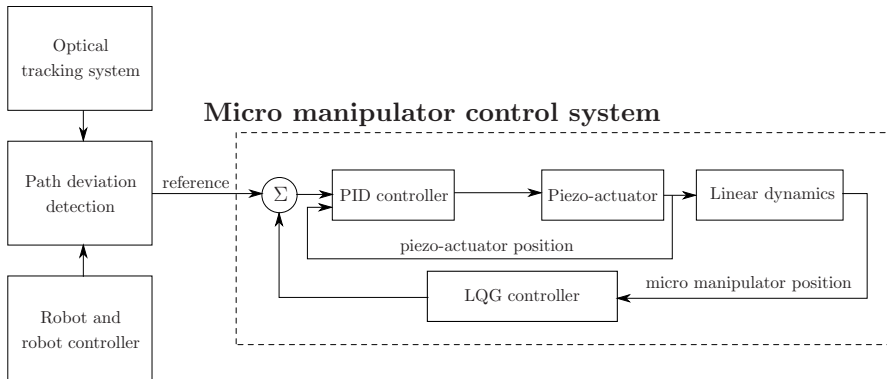 Optical
tracking system
Micro manipulator control system
Path deviation
detection
reference
Σ
PID controller
Piezo-actuator
Linear dynamics
piezo-actuator position
LQG controller
micro manipulator position
Robot and
robot controller